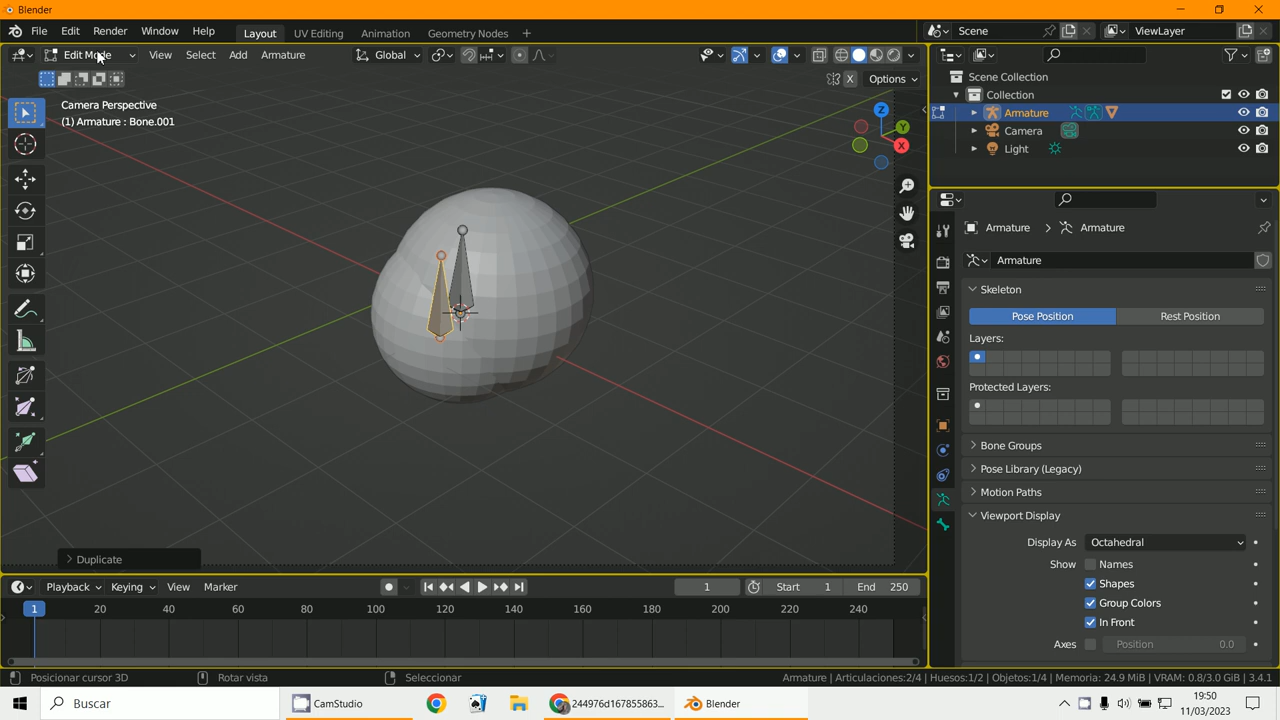 Blender
File Edit Render Window Help Layout UV Editing Animation Geometry Nodes + Scene ViewLayer
Edit Mode View Select Add Armature Global
X Options
Camera Perspective
(1) Armature : Bone.001
Z
Y
X
Duplicate
Scene Collection
Collection
Armature
Camera
Light
Armature > Armature
Armature
Skeleton
Pose Position Rest Position
Layers:
Protected Layers:
Bone Groups
Pose Library (Legacy)
Motion Paths
Viewport Display
Display As Octahedral
Show Names
Shapes
Group Colors
In Front
Axes Position 0.0
Playback Keying View Marker 1 Start 1 End 250
1 20 40 60 80 100 120 140 160 180 200 220 240
Posicionar cursor 3D Rotar vista Seleccionar Armature | Articulaciones:2/4 | Huesos:1/2 | Objetos:1/4 | Memoria: 24.9 MiB | VRAM: 0.8/3.0 GiB | 3.4.1
Buscar CamStudio 244976d167855863... Blender 19:50
11/03/2023